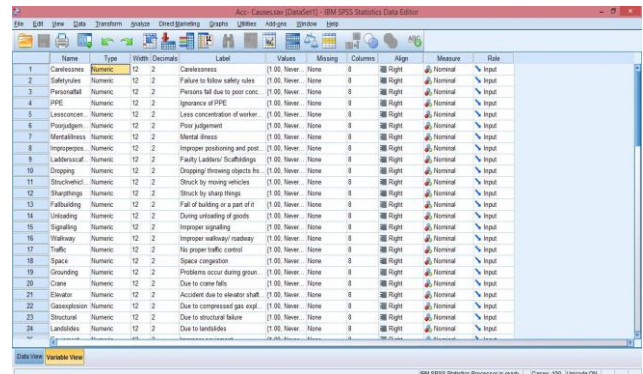 Acc- Causes.sav [DataSet1] - IBM SPSS Statistics Data Editor
File Edit View Data Transform Analyze Direct Marketing Graphs Utilities Add-ons Window Help
Name Type Width Decimals Label Values Missing Columns Align Measure Role
1 Carelessnes Numeric 12 2 Carelessness {1.00, Never... None 8 Right Nominal Input
2 Numeric 12 2 Failure to follow safety rules {1.00, Never... None 8 Right Nominal Input
3 Personalfall Numeric 12 2 Persons fall due to poor conc... {1.00, Never... None 8 Right Nominal Input
4 PPE Numeric 12 2 Ignorance of PPE {1.00, Never... None 8 Right Nominal Input
5 Lessconcen... Numeric 12 2 Less concentration of worker... {1.00, Never... None 8 Right Nominal Input
6 Poorjudgem... Numeric 12 2 Poor judgement {1.00, Never... None 8 Right Nominal Input
7 Mentalillness Numeric 12 2 Mental illness {1.00, Never... None 8 Right Nominal Input
8 Improperpos... Numeric 12 2 Improper positioning and post... {1.00, Never... None 8 Right Nominal Input
9 Laddersscaf... Numeric 12 2 Faulty Ladders/ Scaffoldings {1.00, Never... None 8 Right Nominal Input
10 Dropping Numeric 12 2 Dropping/ throwing objects fro... {1.00, Never... None 8 Right Nominal Input
11 Struckvehicl... Numeric 12 2 Struck by moving vehicles {1.00, Never... None 8 Right Nominal Input
12 Sharpthings Numeric 12 2 Struck by sharp things {1.00, Never... None 8 Right Nominal Input
13 Fallbuilding Numeric 12 2 Fall of building or a part of it {1.00, Never... None 8 Right Nominal Input
14 Unloading Numeric 12 2 During unloading of goods {1.00, Never... None 8 Right Nominal Input
15 Signalling Numeric 12 2 Improper signalling {1.00, Never... None 8 Right Nominal Input
16 Walkway Numeric 12 2 Improper walkway/ roadway {1.00, Never... None 8 Right Nominal Input
17 Traffic Numeric 12 2 No proper traffic control {1.00, Never... None 8 Right Nominal Input
18 Space Numeric 12 2 Space congestion {1.00, Never... None 8 Right Nominal Input
19 Grounding Numeric 12 2 Problems occur during groun... {1.00, Never... None 8 Right Nominal Input
20 Crane Numeric 12 2 Due to crane falls {1.00, Never... None 8 Right Nominal Input
21 Elevator Numeric 12 2 Accident due to elevator shaft... {1.00, Never... None 8 Right Nominal Input
22 Gasexplosion Numeric 12 2 Due to compressed gas expl... {1.00, Never... None 8 Right Nominal Input
23 Structural Numeric 12 2 Due to structural failure {1.00, Never... None 8 Right Nominal Input
24 Landslides Numeric 12 2 Due to landslides {1.00, Never... None 8 Right Nominal Input
Data View Variable View
IBM SPSS Statistics Processor is ready Cases: 100 Unicode:ON